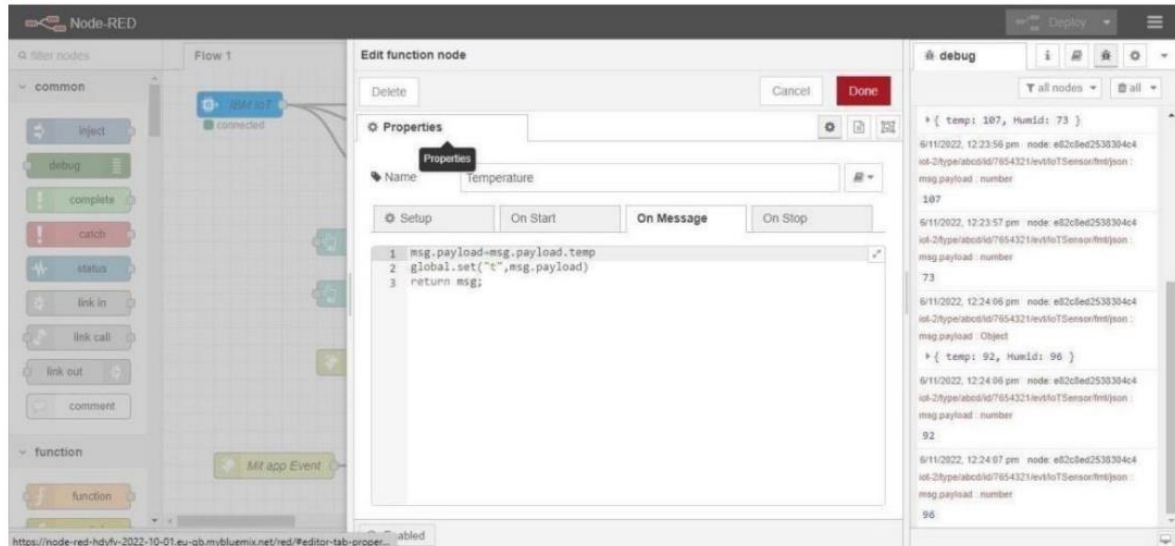 Node-RED
Deploy
filter nodes
common
inject
debug
complete
catch
status
link in
link call
link out
comment
function
function
Flow 1
IBM IoT
connected
Mit app Event
Edit function node
Delete
Cancel
Done
Properties
Properties
Name
Temperature
Setup
On Start
On Message
On Stop
1 msg.payload=msg.payload.temp
2 global.set("t",msg.payload)
3 return msg;
Enabled
debug
i
all nodes
all
{ temp: 107, Humid: 73 }
6/11/2022, 12:23:56 pm node: e82c8ed2538304c4
iot-2/type/abcd/id/7654321/evt/IoTSensor/fmt/json :
msg.payload : number
107
6/11/2022, 12:23:57 pm node: e82c8ed2538304c4
iot-2/type/abcd/id/7654321/evt/IoTSensor/fmt/json :
msg.payload : number
73
6/11/2022, 12:24:06 pm node: e82c8ed2538304c4
iot-2/type/abcd/id/7654321/evt/IoTSensor/fmt/json :
msg.payload : Object
{ temp: 92, Humid: 96 }
6/11/2022, 12:24:06 pm node: e82c8ed2538304c4
iot-2/type/abcd/id/7654321/evt/IoTSensor/fmt/json :
msg.payload : number
92
6/11/2022, 12:24:07 pm node: e82c8ed2538304c4
iot-2/type/abcd/id/7654321/evt/IoTSensor/fmt/json :
msg.payload : number
96
https://node-red-hdyfv-2022-10-01.eu-gb.mybluemix.net/red/#editor-tab-proper...